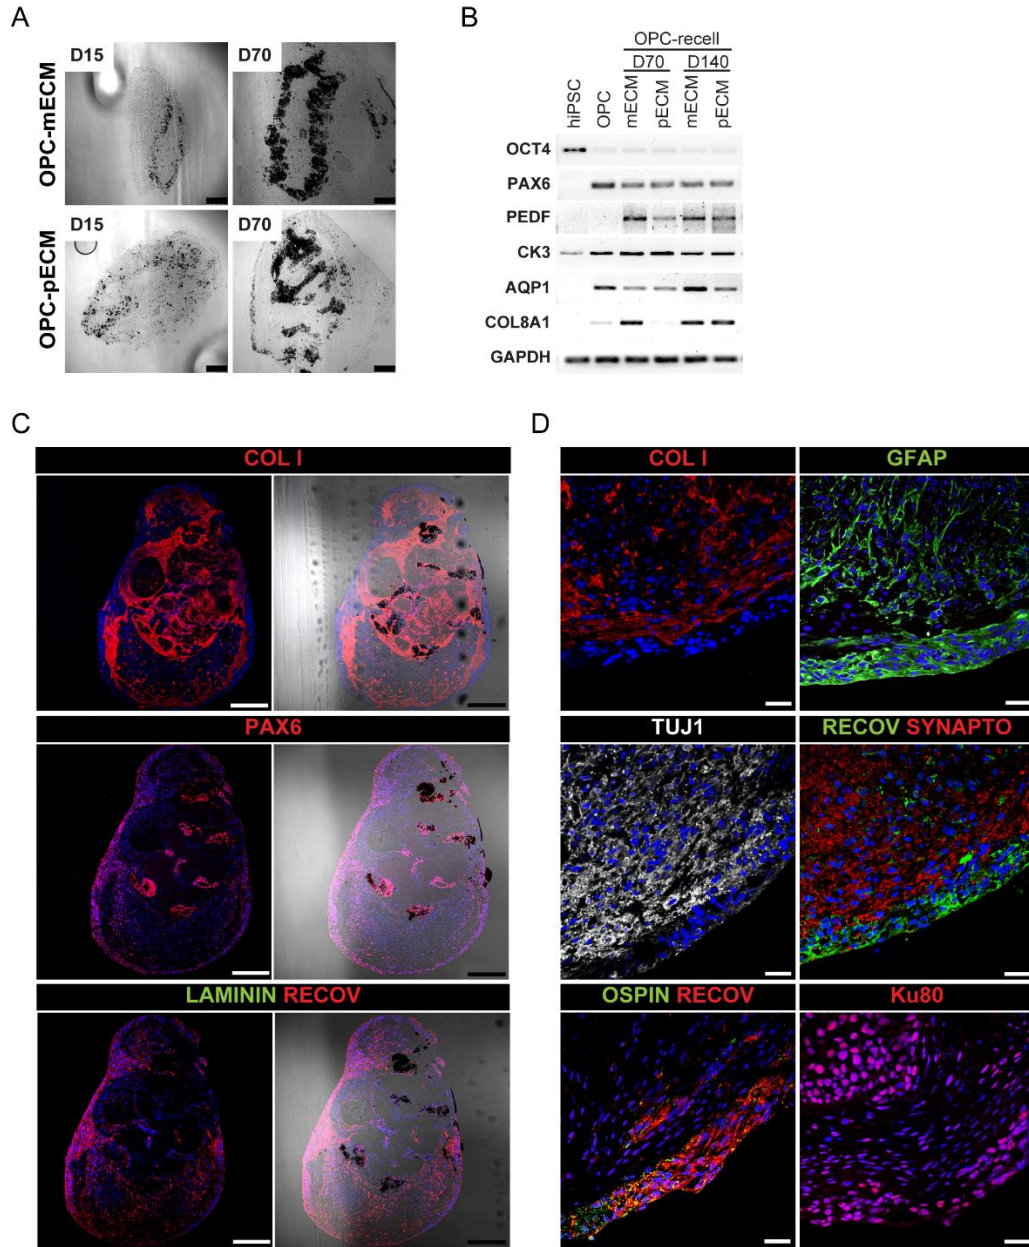 A
OPC-mECM
D15
D70
OPC-pECM
D15
D70
B
OPC-recell
D70
D140
hiPSC
OPC
mECM
pECM
mECM
pECM
OCT4
PAX6
PEDF
CK3
AQP1
COL8A1
GAPDH
C
COL I
PAX6
LAMININ RECOV
D
COL I
GFAP
TUJ1
RECOV SYNAPTO
OSPIN RECOV
Ku80